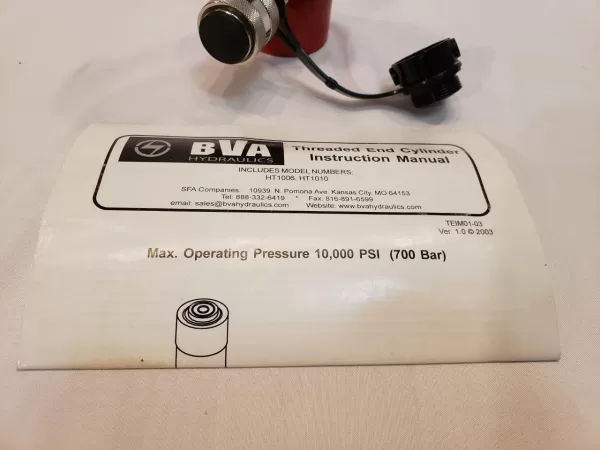 BVA
HYDRAULICS
Threaded End Cylinder
Instruction Manual
INCLUDES MODEL NUMBERS:
HT1006, HT1010
SFA Companies 10939 N. Pomona Ave. Kansas City, MO 64153
Tel: 888-332-6419 * Fax: 816-891-6599
email: sales@bvahydraulics.com Website: www.bvahydraulics.com
TEIM01-03
Ver 1.0 © 2003
Max. Operating Pressure 10,000 PSI (700 Bar)